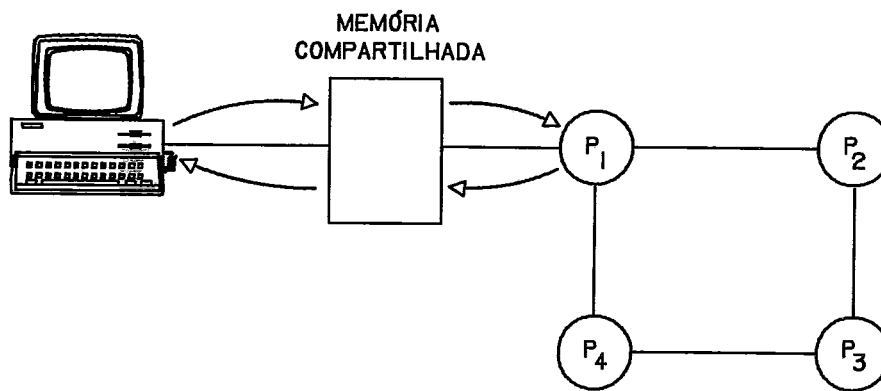 MEMÓRIA
COMPARTILHADA
P1
P2
P4
P3